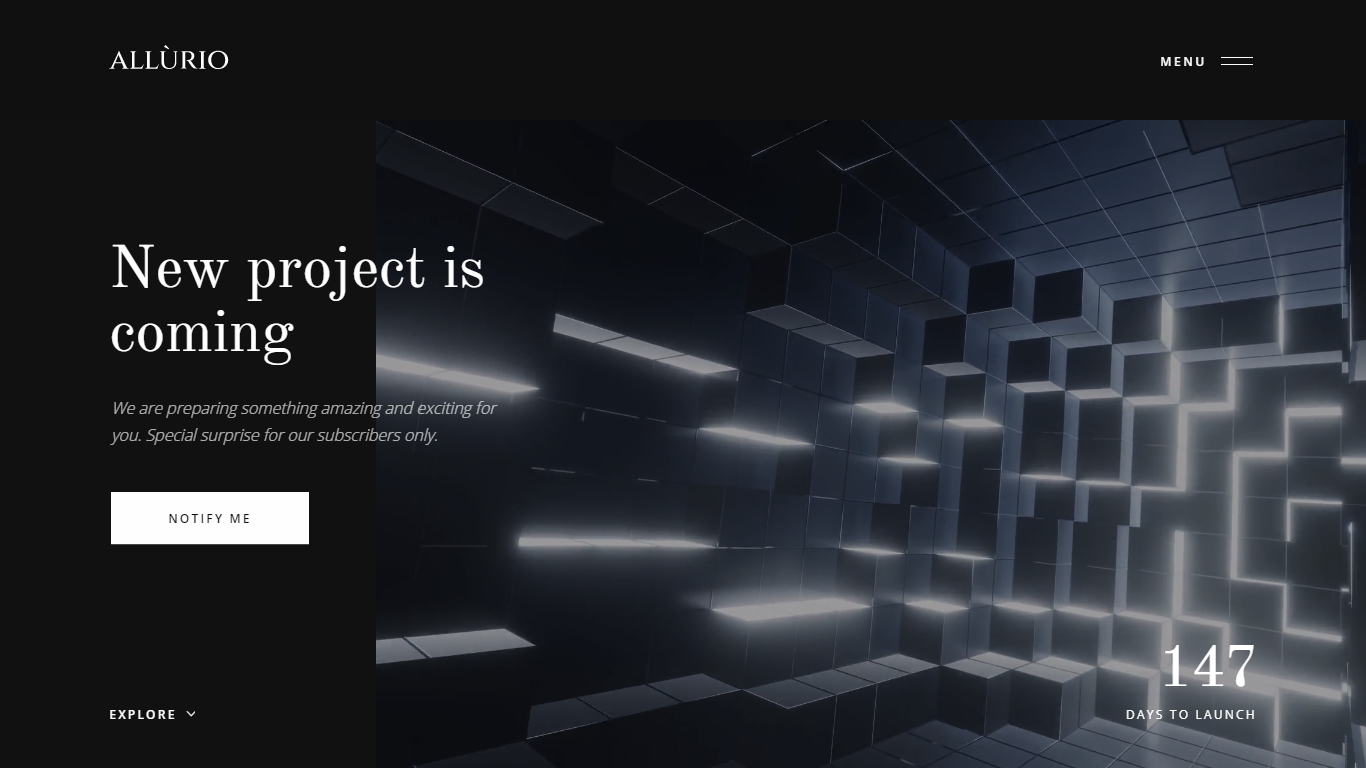 ALLÙRIO
MENU
New project is
coming
We are preparing something amazing and exciting for
you. Special surprise for our subscribers only.
NOTIFY ME
EXPLORE
147
DAYS TO LAUNCH